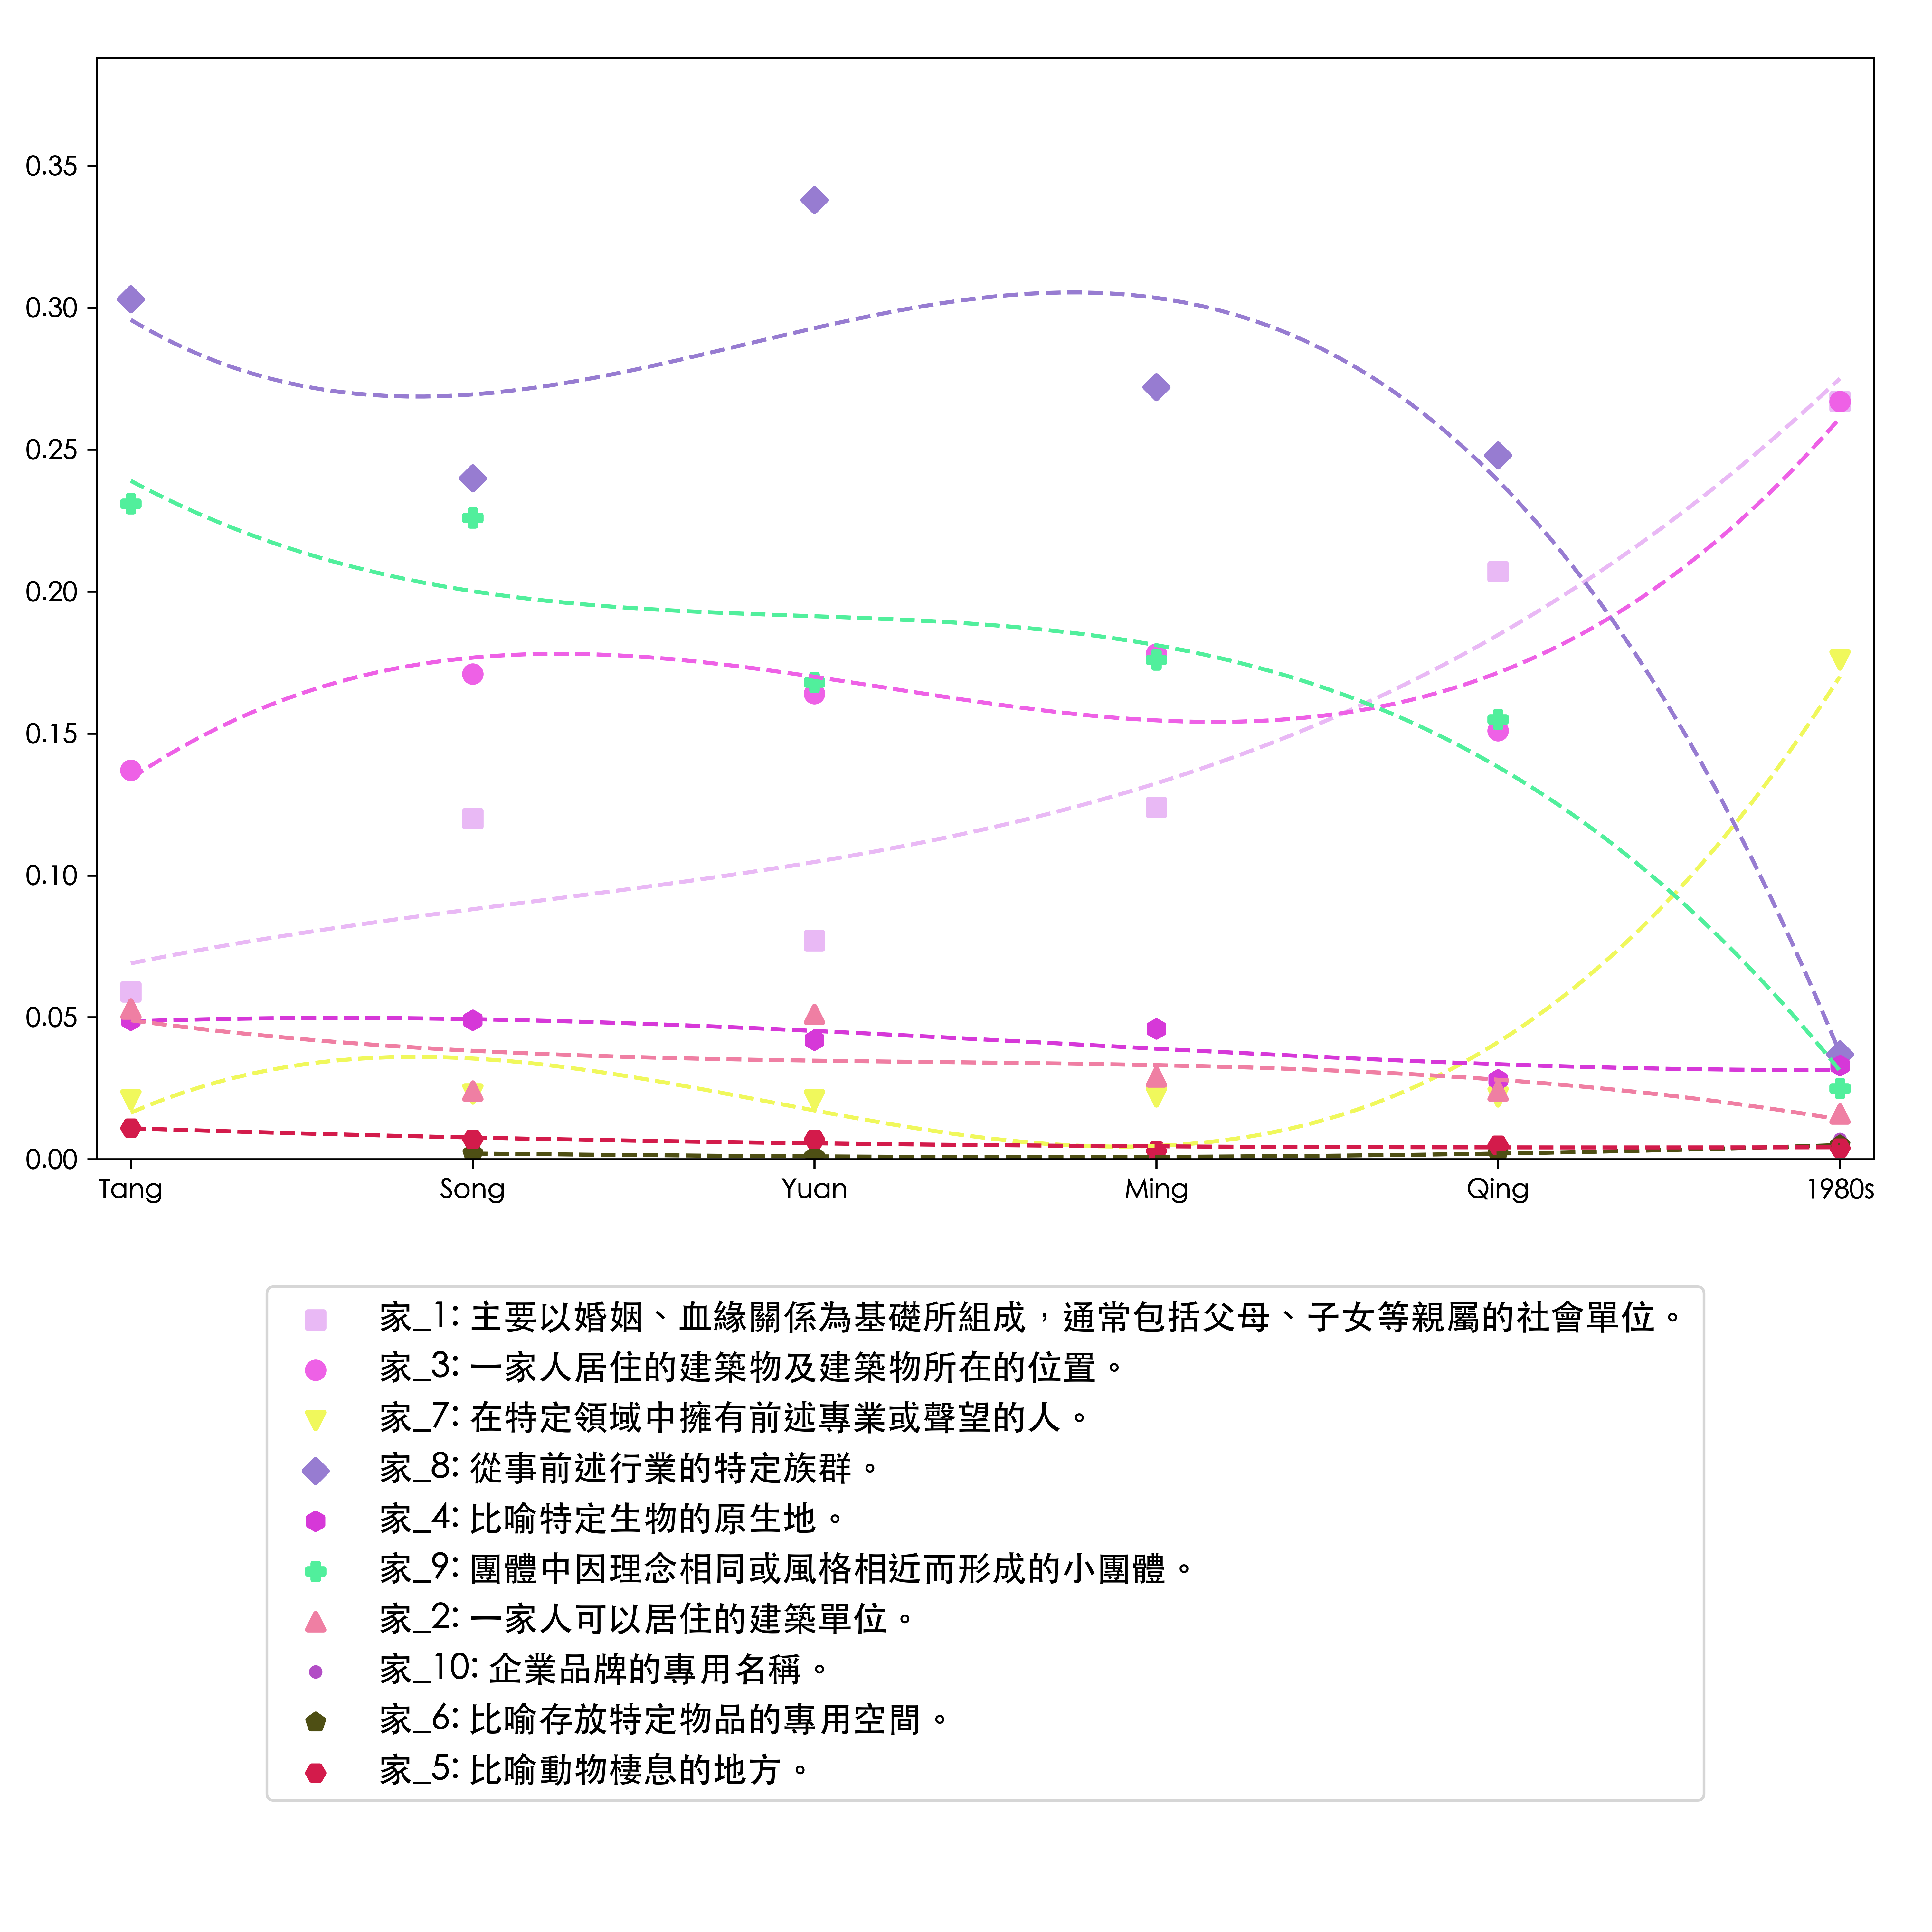 0.35
0.30
0.25
0.20
0.15
0.10
0.05
0.00
Tang Song Yuan Ming Qing 1980s
家_1: 主要以婚姻、血緣關係為基礎所組成，通常包括父母、子女等親屬的社會單位。
家_3: 一家人居住的建築物及建築物所在的位置。
家_7: 在特定領域中擁有前述專業或聲望的人。
家_8: 從事前述行業的特定族群。
家_4: 比喻特定生物的原生地。
家_9: 團體中因理念相同或風格相近而形成的小團體。
家_2: 一家人可以居住的建築單位。
家_10: 企業品牌的專用名稱。
家_6: 比喻存放特定物品的專用空間。
家_5: 比喻動物棲息的地方。